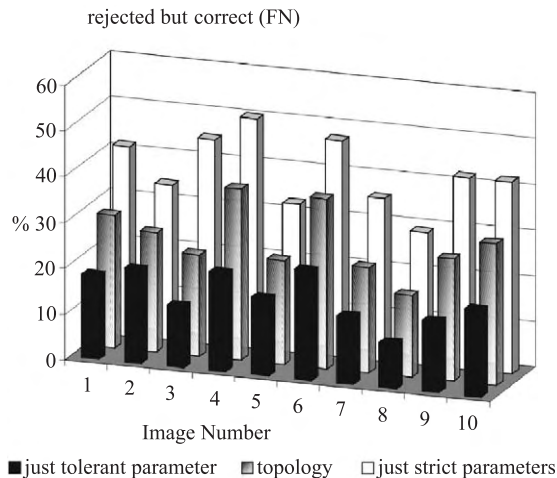 rejected but correct (FN)
60
50
40
%
30
20
10
0
1 2 3 4 5 6 7 8 9 10
Image Number
just tolerant parameter topology just strict parameters